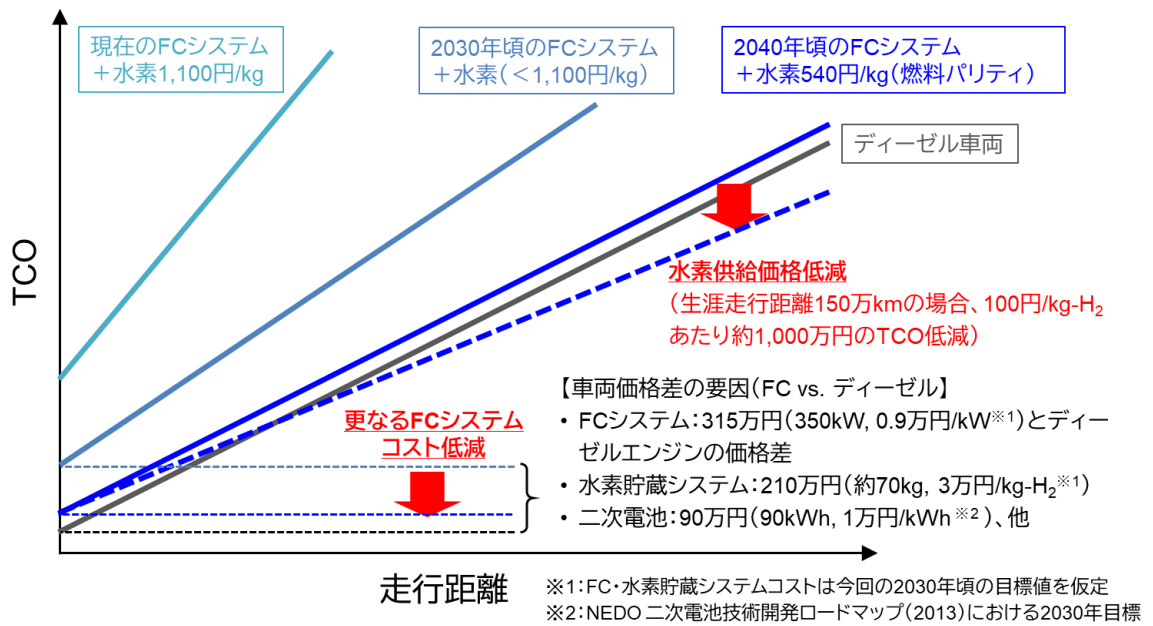 現在のFCシステム
+水素1,100円/kg
2030年頃のFCシステム
+水素(<1,100円/kg)
2040年頃のFCシステム
+水素540円/kg(燃料パリティ)
ディーゼル車両
TCO
水素供給価格低減
(生涯走行距離150万kmの場合、100円/kg-H₂
あたり約1,000万円のTCO低減)
更なるFCシステム
コスト低減
【車両価格差の要因(FC vs. ディーゼル】
• FCシステム:315万円(350kW, 0.9万円/kW※1)とディー
ゼルエンジンの価格差
• 水素貯蔵システム:210万円(約70kg, 3万円/kg-H₂※1)
• 二次電池:90万円(90kWh, 1万円/kWh※2)、他
走行距離
※1:FC・水素貯蔵システムコストは今回の2030年頃の目標値を仮定
※2:NEDO 二次電池技術開発ロードマップ(2013)における2030年目標